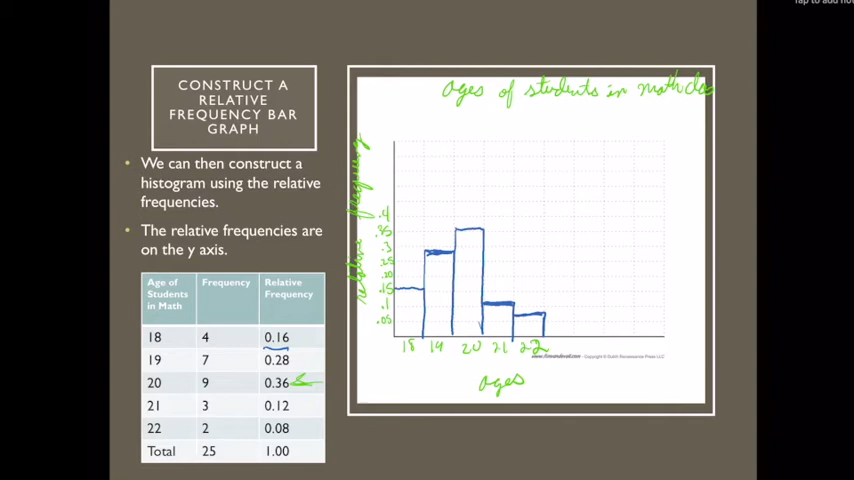 Tap to add not
CONSTRUCT A
RELATIVE
FREQUENCY BAR
GRAPH
• We can then construct a
histogram using the relative
frequencies.
• The relative frequencies are
on the y axis.
Age of Students in Math Frequency Relative Frequency
18 4 0.16
19 7 0.28
20 9 0.36
21 3 0.12
22 2 0.08
Total 25 1.00
ages of students in math clas
relative frequency
.4
.35
.3
.25
.20
.15
.1
.05
18 19 20 21 22
ages